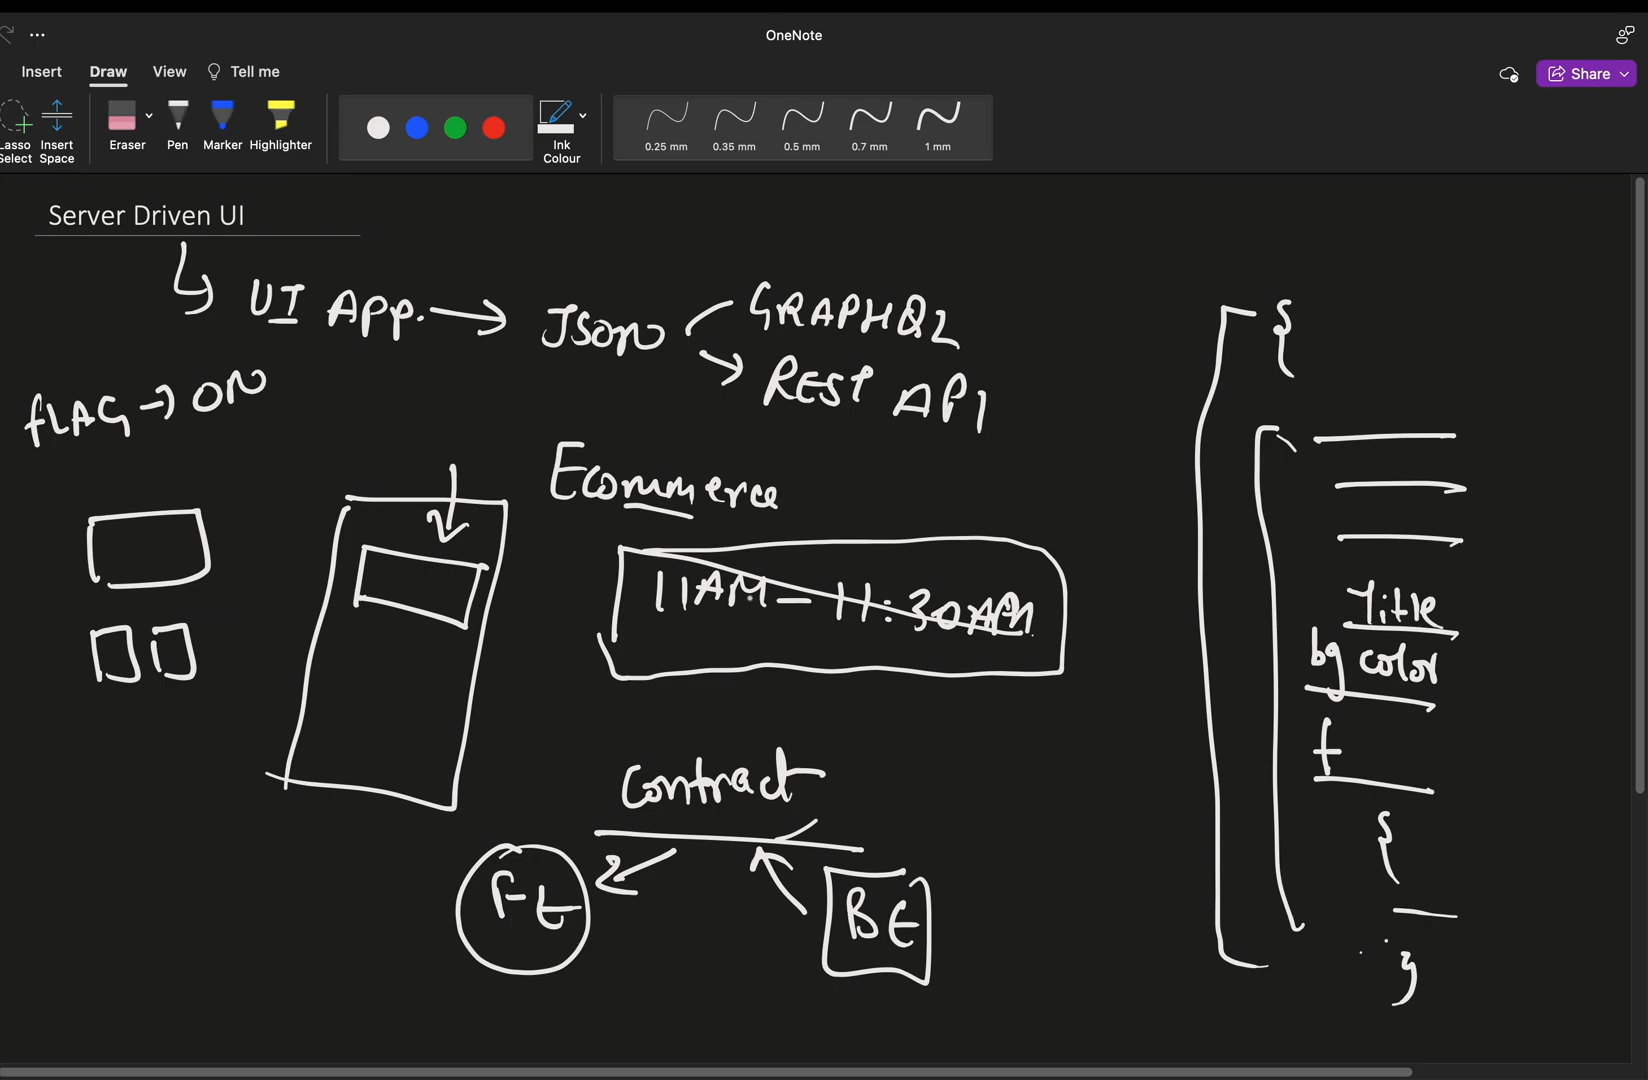 OneNote
Insert
Draw
View
Tell me
Share
Lasso Select
Insert Space
Eraser
Pen
Marker
Highlighter
Ink Colour
0.25 mm
0.35 mm
0.5 mm
0.7 mm
1 mm
Server Driven UI
UI App. → Json
GRAPHQL
REST API
fLAG → ON
Ecommerce
11AM – 11:30AM
Contract
FE
BE
{
Title
bg color
f
{
}